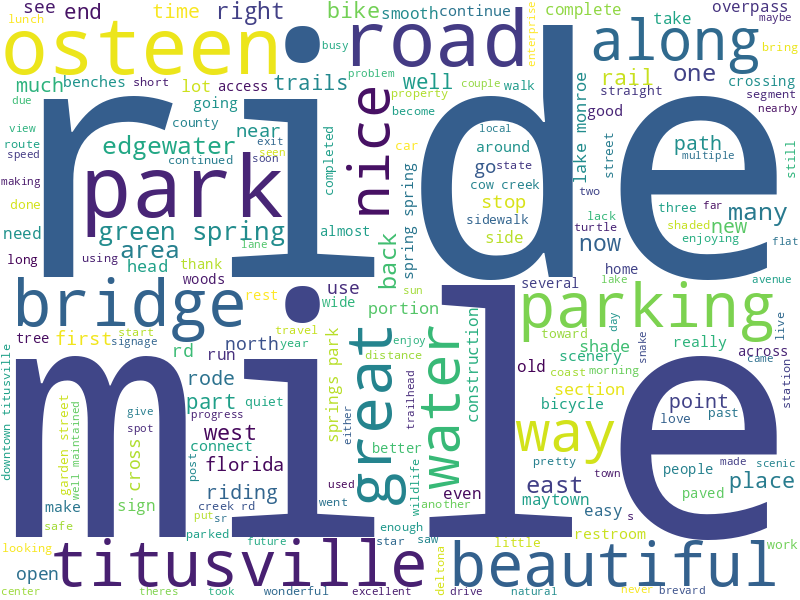 lunch
see
end
time
right
bike
smooth
continue
complete
overpass
maybe
osteen
ride
road
along
take
bring
busy
enterprise
much
benches
short
access
trails
problem
couple
walk
well
rail
one
crossing
straight
segment
nearby
due
lot
going
property
become
good
view
county
near
nice
car
route
edgewater
exit
local
around
street
path
still
speed
continued
seen
soon
completed
go
state
lake monroe
multiple
making
park
cow creek
two
done
stop
three
far
many
need
green spring
almost
sidewalk
lack
shaded
new
area
lane
back
spring spring
side
turtle
now
enjoying
flat
long
using
head
thank
woods
home
avenue
bridge
rest
wide
use
sun
several
lake
parking
portion
tree
first
start
travel
great
enjoy
water
construction
shade
toward
day
really
across
live
signage
rd
north
year
distance
old
scenery
snake
came
station
mile
run
springs park
coast
morning
downtown titusville
rode
quiet
either
trailhead
section
part
progress
bicycle
point
garden street
well maintained
give
spot
cross
west
connect
better
way
love
past
pretty
post
florida
wildlife
another
even
east
people
made
scenic
sign
riding
used
maytown
town
paved
place
make
creek rd
went
safe
put
sr
enough
easy
s
looking
parked
future
star
saw
little
restroom
never
work
open
titusville
deltona
beautiful
center
theres
took
wonderful
excellent
drive
natural
brevard